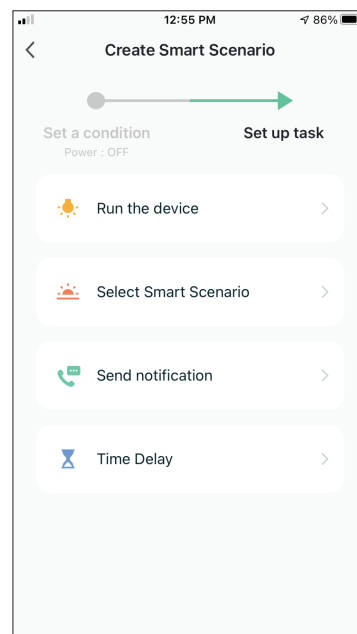 12:55 PM
86%
Create Smart Scenario
Set a condition
Set up task
Power : OFF
Run the device
Select Smart Scenario
Send notification
Time Delay